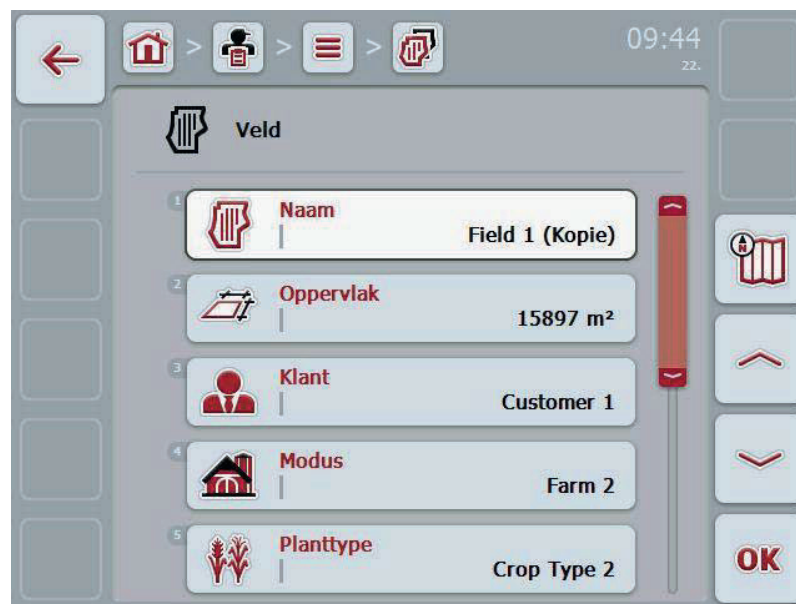 09:44
22.
Veld
1
Naam
Field 1 (Kopie)
2
Oppervlak
15897 m²
3
Klant
Customer 1
4
Modus
Farm 2
5
Planttype
Crop Type 2
N
OK